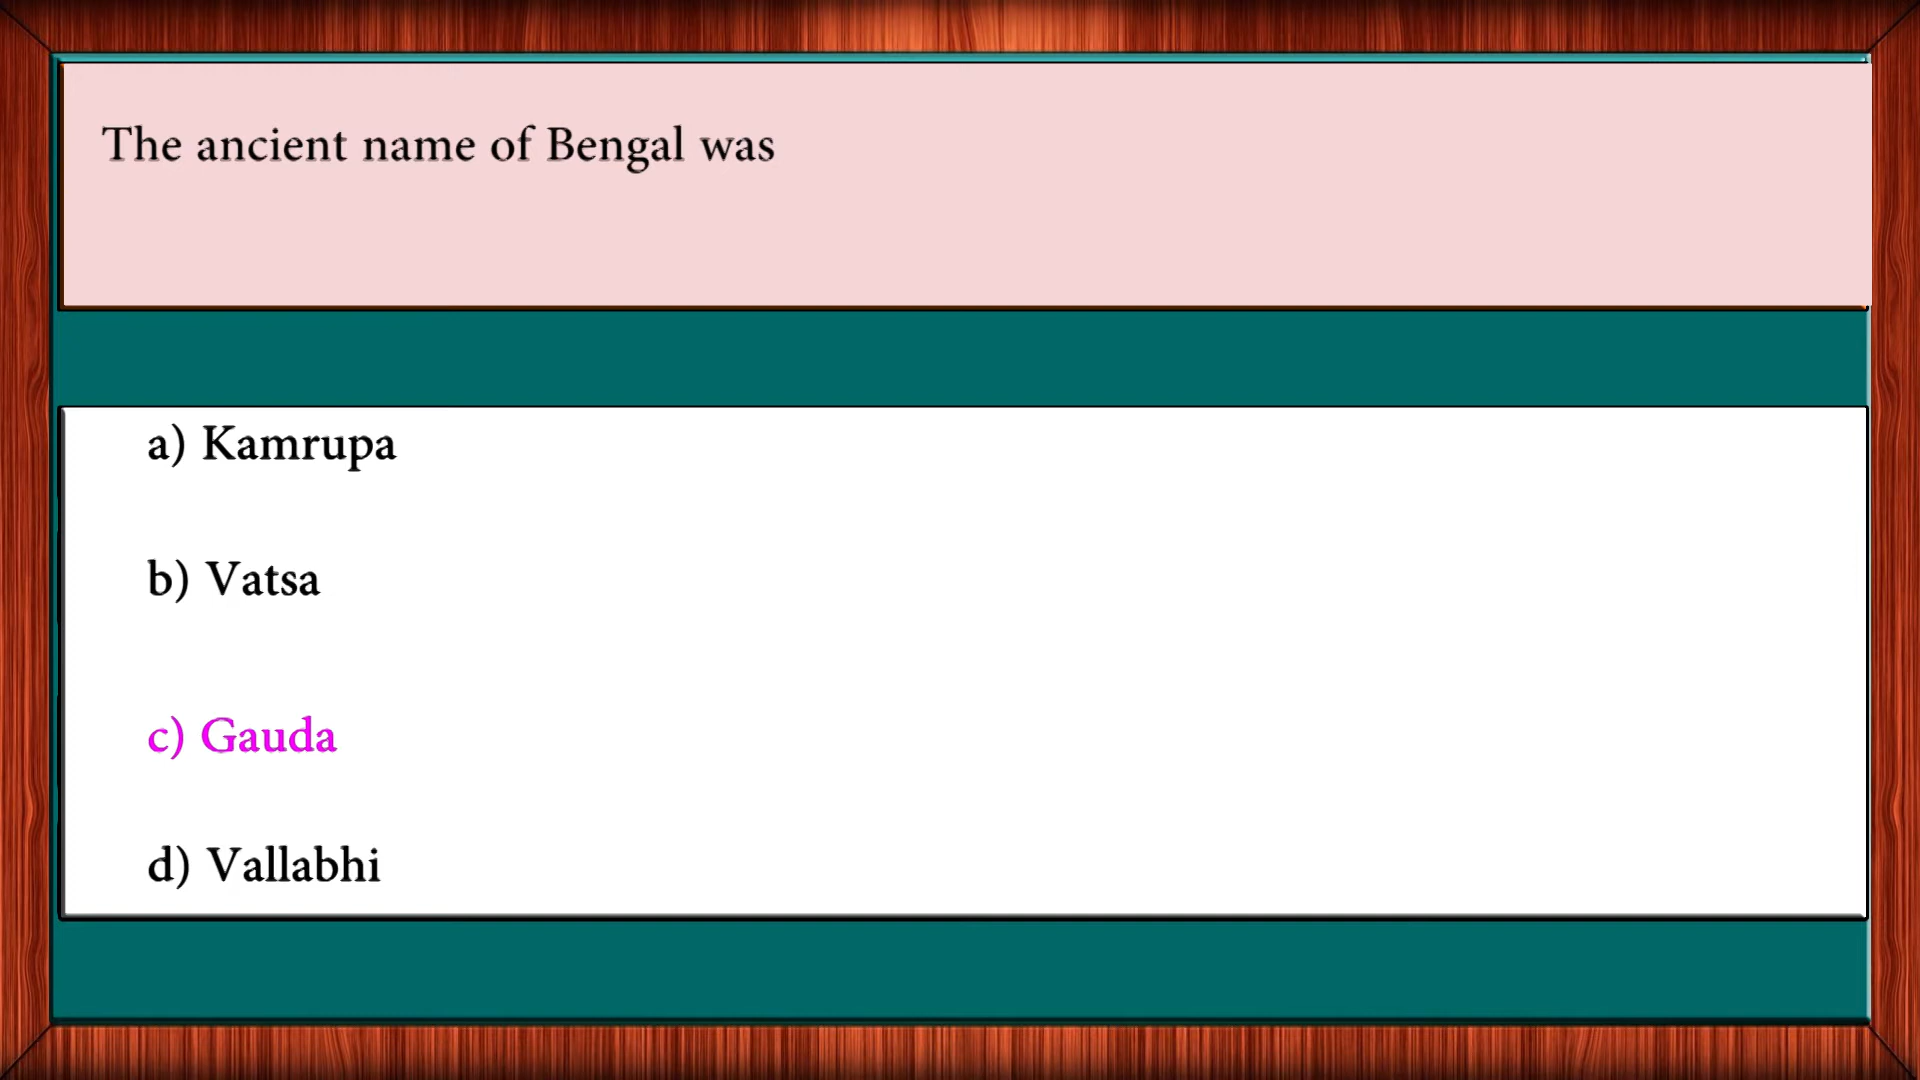 The ancient name of Bengal was
a) Kamrupa
b) Vatsa
c) Gauda
d) Vallabhi